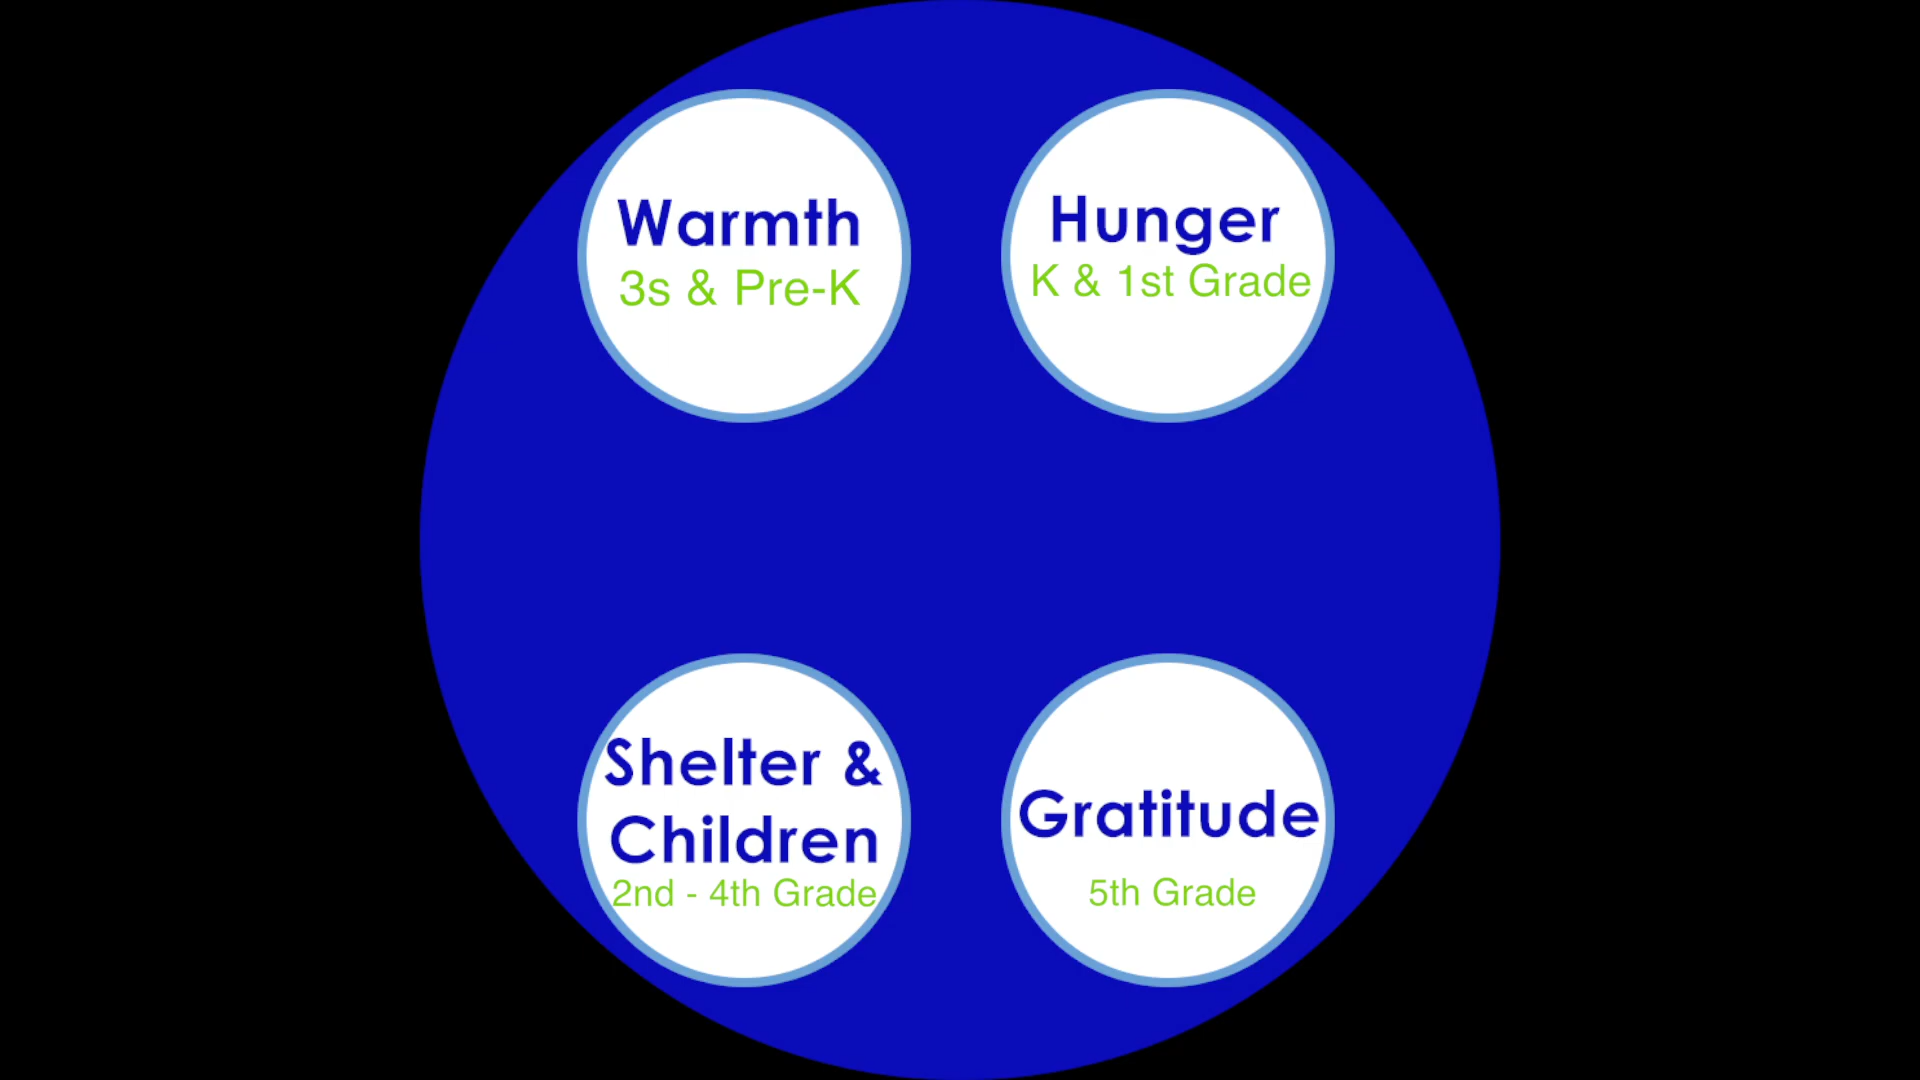 Warmth
3s & Pre-K
Hunger
K & 1st Grade
Shelter &
Children
2nd - 4th Grade
Gratitude
5th Grade